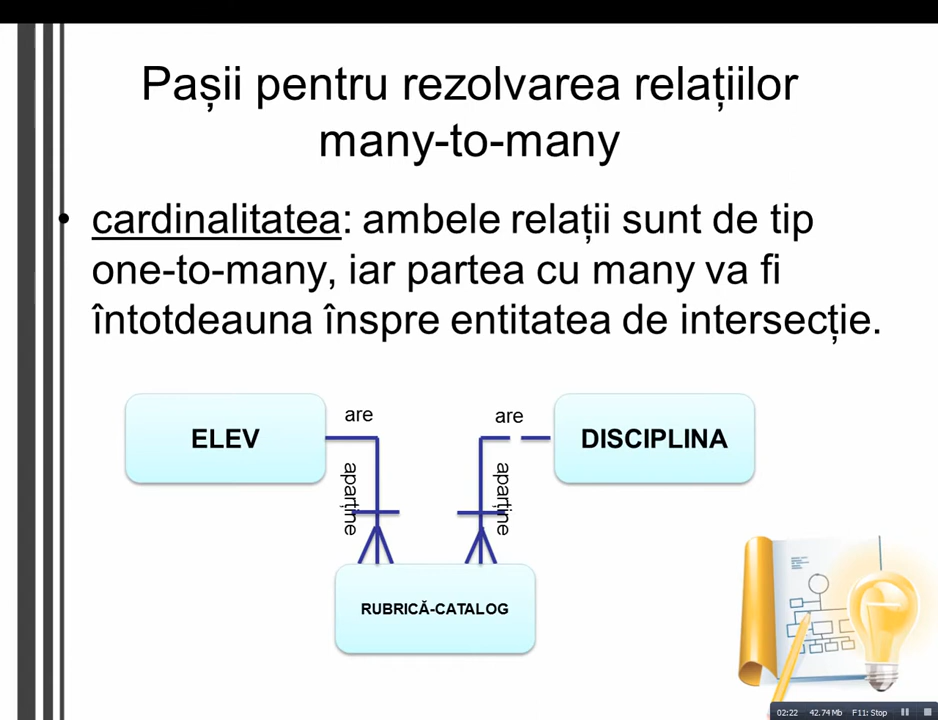 Pașii pentru rezolvarea relațiilor
many-to-many
• cardinalitatea: ambele relații sunt de tip
one-to-many, iar partea cu many va fi
întotdeauna înspre entitatea de intersecție.
are
are
ELEV
DISCIPLINA
aparține
aparține
RUBRICĂ-CATALOG
02:22 42.74 Mb F11: Stop